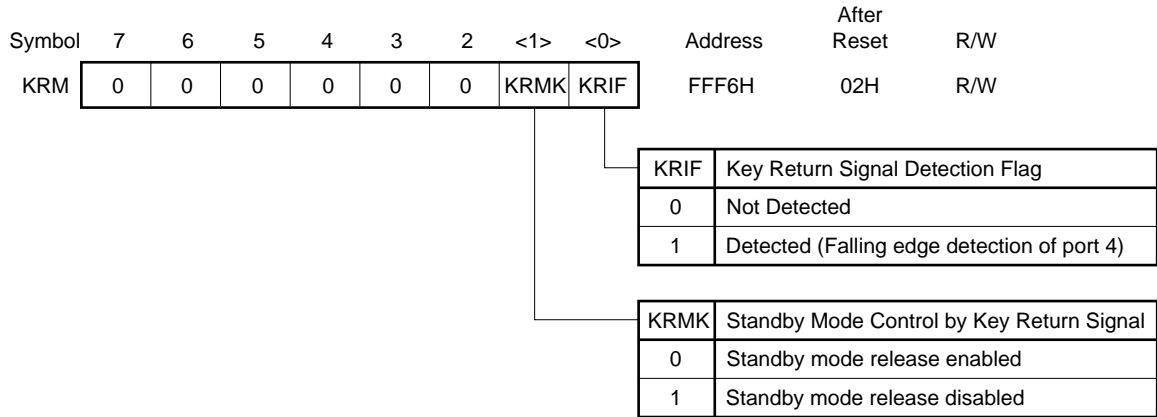 After
Symbol 7 6 5 4 3 2 <1> <0> Address Reset R/W
KRM 0 0 0 0 0 0 KRMK KRIF FFF6H 02H R/W
KRIF Key Return Signal Detection Flag
0 Not Detected
1 Detected (Falling edge detection of port 4)
KRMK Standby Mode Control by Key Return Signal
0 Standby mode release enabled
1 Standby mode release disabled